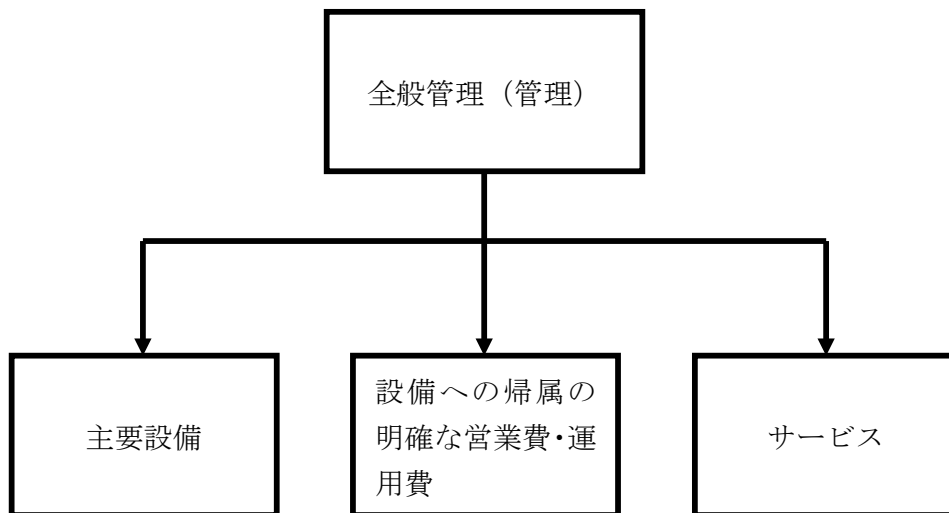 全般管理（管理）
主要設備
設備への帰属の
明確な営業費･運
用費
サービス